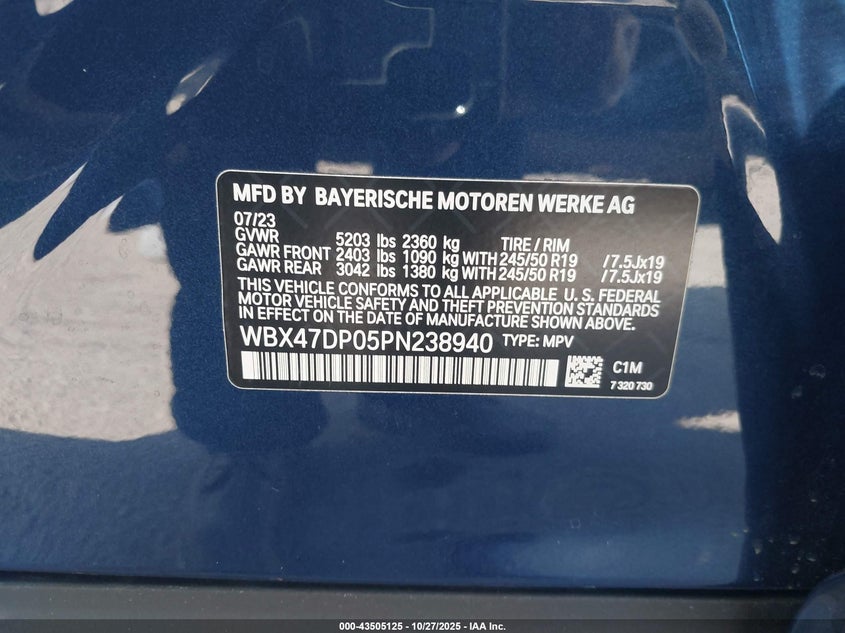 MFD BY BAYERISCHE MOTOREN WERKE AG
07/23
GVWR 5203 lbs 2360 kg TIRE / RIM
GAWR FRONT 2403 lbs 1090 kg WITH 245/50 R19 /7.5Jx19
GAWR REAR 3042 lbs 1380 kg WITH 245/50 R19 /7.5Jx19
THIS VEHICLE CONFORMS TO ALL APPLICABLE U. S. FEDERAL
MOTOR VEHICLE SAFETY AND THEFT PREVENTION STANDARDS
IN EFFECT ON THE DATE OF MANUFACTURE SHOWN ABOVE.
WBX47DP05PN238940 TYPE: MPV
C1M
7 320 730
000-43505125 - 10/27/2025 - IAA Inc.